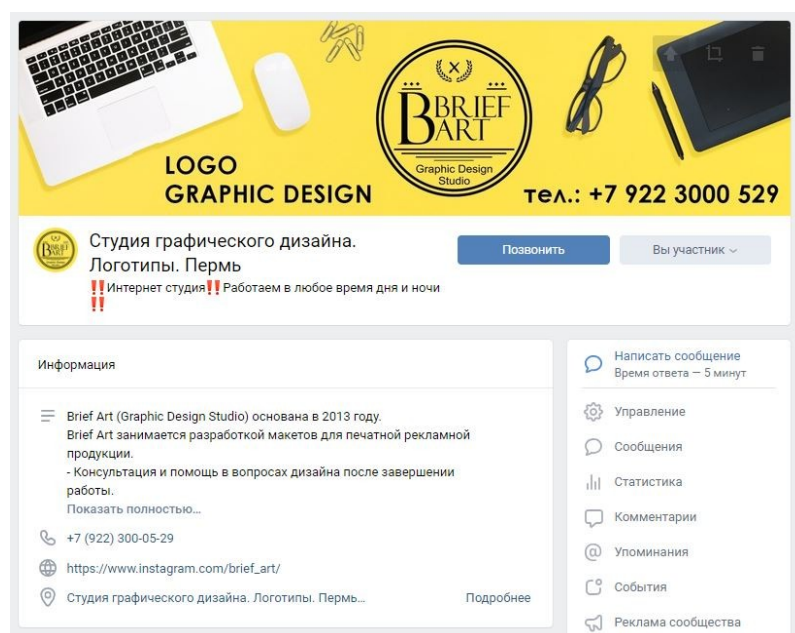 BRIEF
ART
Graphic Design
Studio
LOGO
GRAPHIC DESIGN
тел.: +7 922 3000 529
Студия графического дизайна.
Логотипы. Пермь
‼Интернет студия‼Работаем в любое время дня и ночи
‼
Позвонить
Вы участник
Информация
Brief Art (Graphic Design Studio) основана в 2013 году.
Brief Art занимается разработкой макетов для печатной рекламной
продукции.
- Консультация и помощь в вопросах дизайна после завершении
работы.
Показать полностью…
+7 (922) 300-05-29
https://www.instagram.com/brief_art/
Студия графического дизайна. Логотипы. Пермь…
Подробнее
Написать сообщение
Время ответа — 5 минут
Управление
Сообщения
Статистика
Комментарии
Упоминания
События
Реклама сообщества